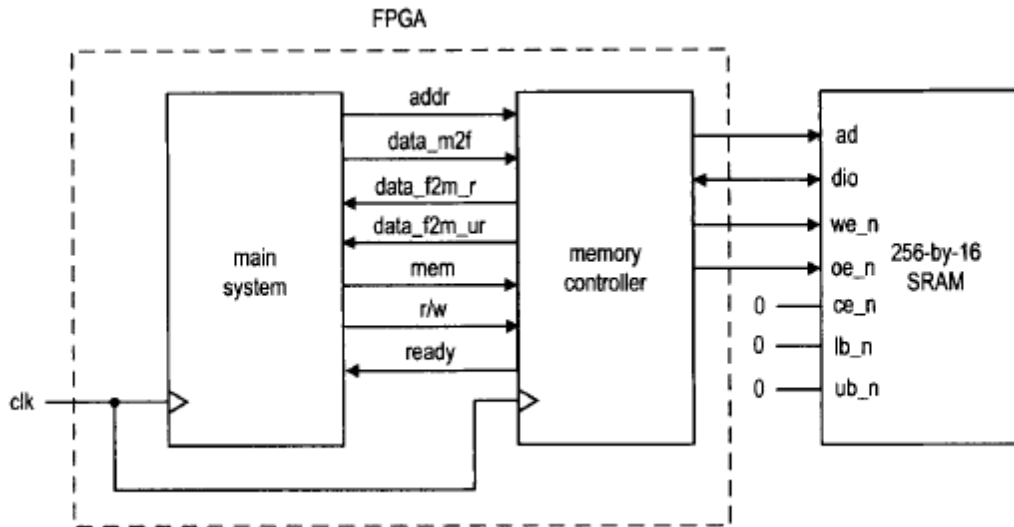 FPGA
main
system
addr
data_m2f
data_f2m_r
data_f2m_ur
mem
r/w
ready
memory
controller
ad
dio
we_n
oe_n
ce_n
lb_n
ub_n
256-by-16
SRAM
0
0
0
clk